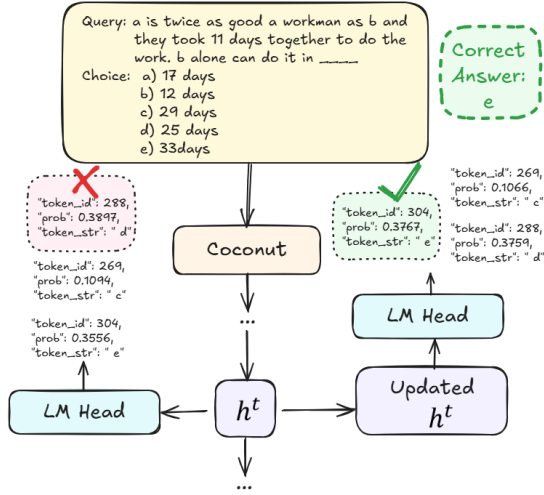 Query: a is twice as good a workman as b and
they took 11 days together to do the
work. b alone can do it in ____
Choice: a) 17 days
b) 12 days
c) 29 days
d) 25 days
e) 33days
Correct
Answer:
e
"token_id": 288,
"prob": 0.3897,
"token_str": " d"
"token_id": 269,
"prob": 0.1094,
"token_str": " c"
"token_id": 304,
"prob": 0.3556,
"token_str": " e"
LM Head
Coconut
...
hᵗ
...
"token_id": 304,
"prob": 0.3767,
"token_str": " e"
"token_id": 269,
"prob": 0.1066,
"token_str": " c"
"token_id": 288,
"prob": 0.3759,
"token_str": " d"
LM Head
Updated
hᵗ